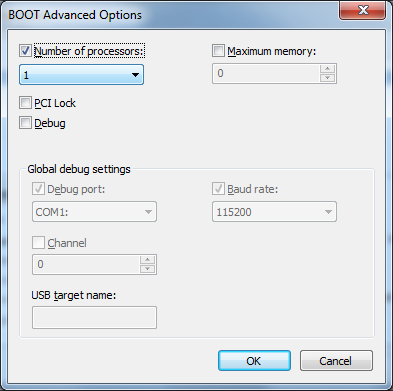 BOOT Advanced Options
Number of processors:
Maximum memory:
1
0
PCI Lock
Debug
Global debug settings
Debug port:
Baud rate:
COM1:
115200
Channel
0
USB target name:
OK
Cancel